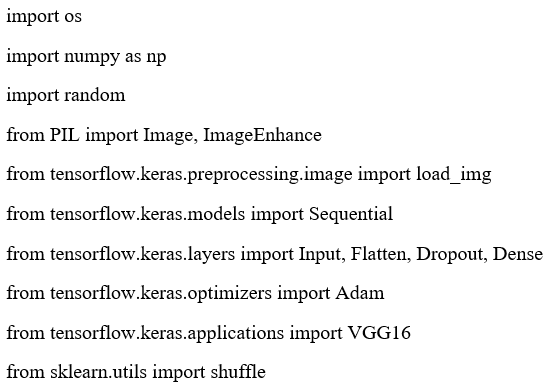 import os
import numpy as np
import random
from PIL import Image, ImageEnhance
from tensorflow.keras.preprocessing.image import load_img
from tensorflow.keras.models import Sequential
from tensorflow.keras.layers import Input, Flatten, Dropout, Dense
from tensorflow.keras.optimizers import Adam
from tensorflow.keras.applications import VGG16
from sklearn.utils import shuffle